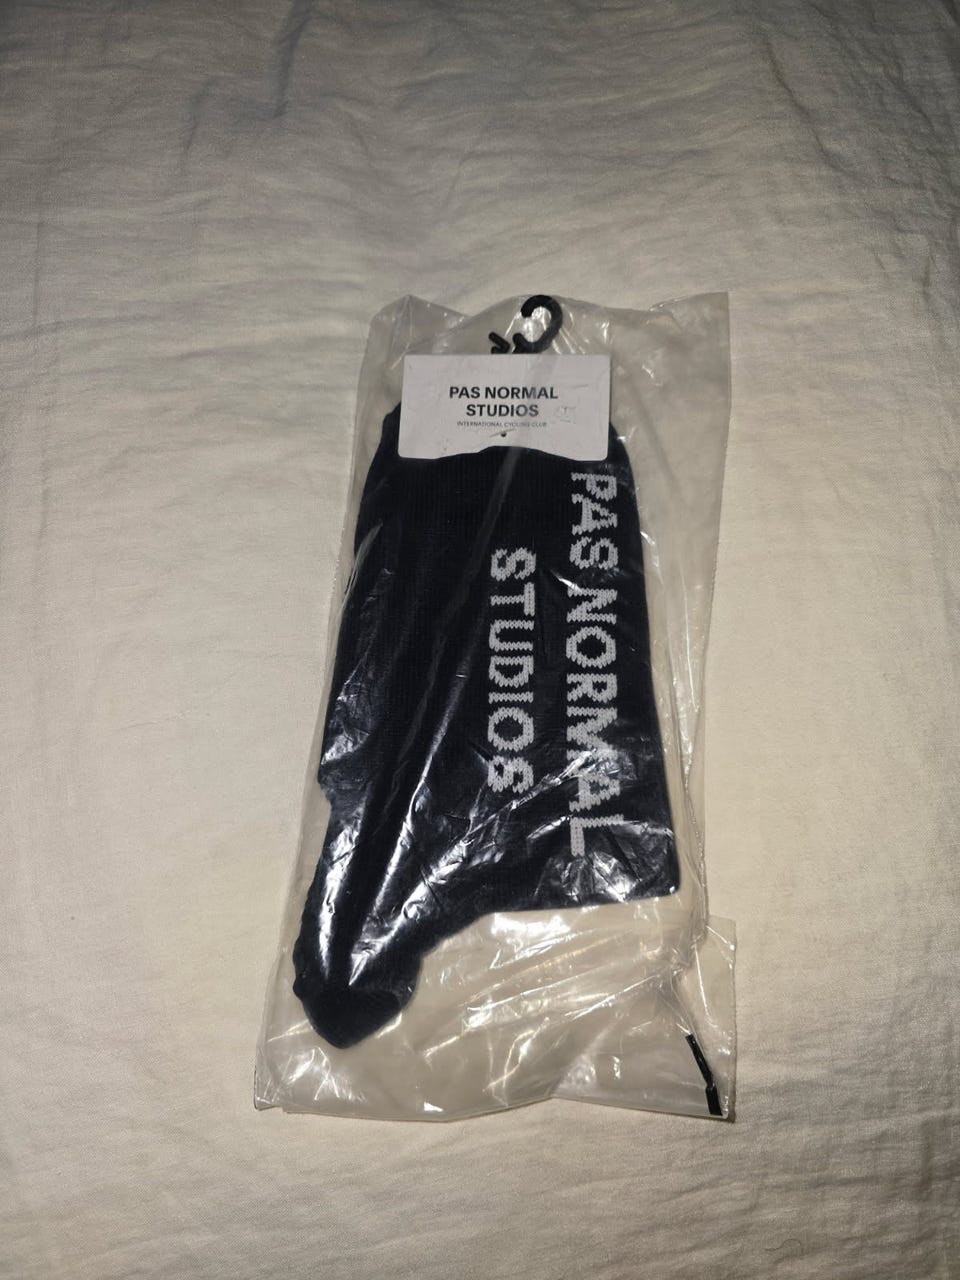 PAS NORMAL
STUDIOS
INTERNATIONAL CYCLING CLUB
PAS NORMAL
STUDIOS